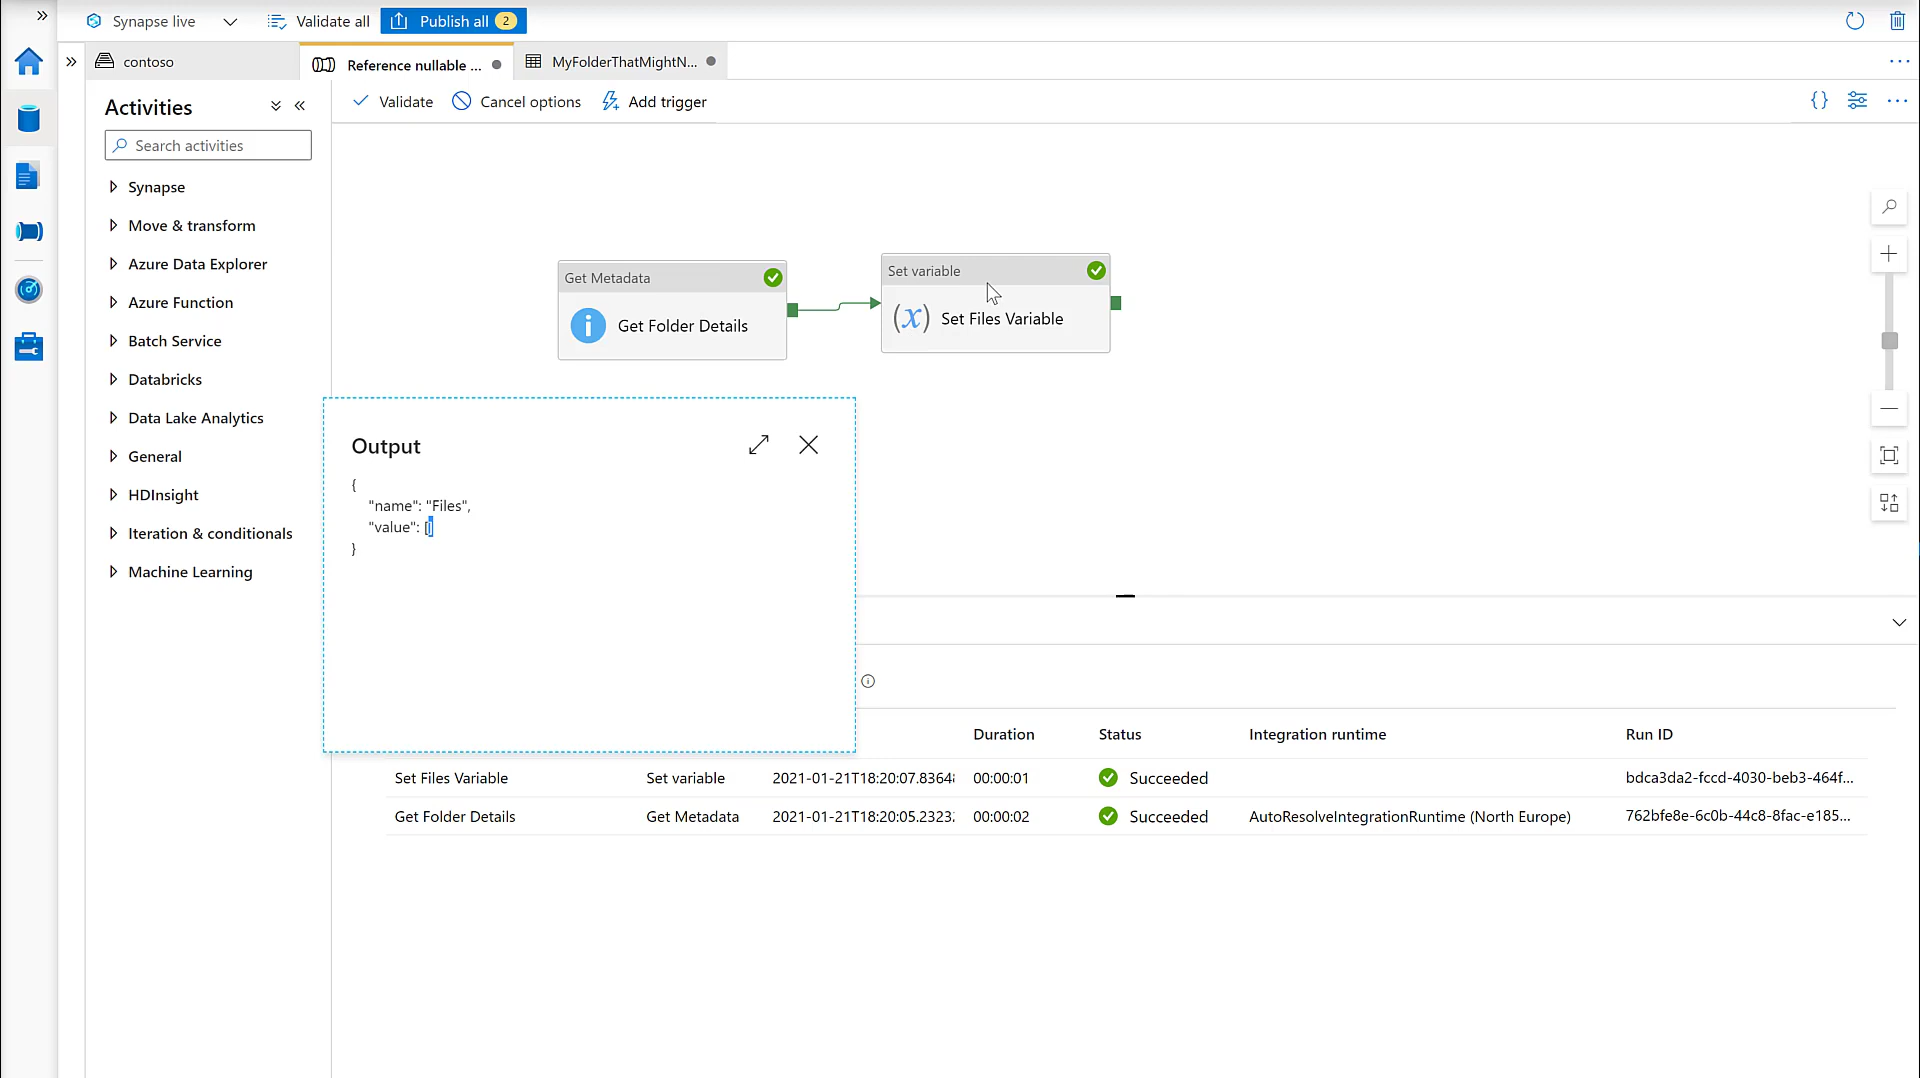 Synapse live
Validate all
Publish all 2
contoso
Reference nullable ...
MyFolderThatMightN...
Activities
Validate
Cancel options
Add trigger
Search activities
Synapse
Move & transform
Azure Data Explorer
Azure Function
Batch Service
Databricks
Data Lake Analytics
General
HDInsight
Iteration & conditionals
Machine Learning
Get Metadata
Get Folder Details
Set variable
(x) Set Files Variable
Output
{
"name": "Files",
"value": []
}
Duration
Status
Integration runtime
Run ID
Set Files Variable
Set variable
2021-01-21T18:20:07.8364
00:00:01
Succeeded
bdca3da2-fccd-4030-beb3-464f...
Get Folder Details
Get Metadata
2021-01-21T18:20:05.2323
00:00:02
Succeeded
AutoResolveIntegrationRuntime (North Europe)
762bfe8e-6c0b-44c8-8fac-e185...